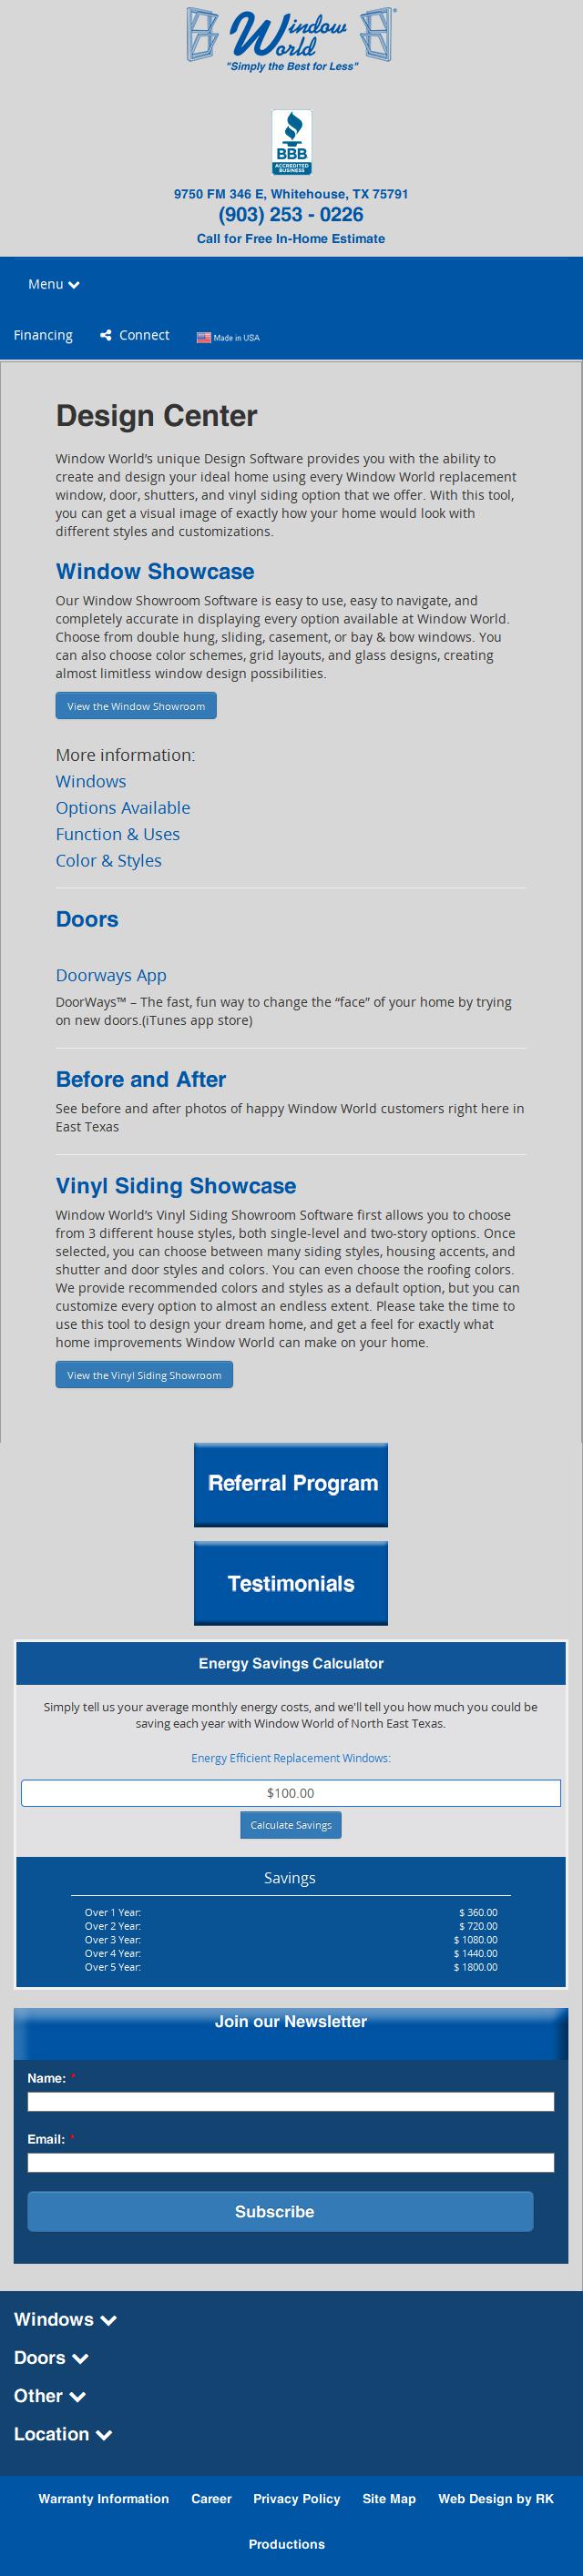 Window World®
"Simply the Best for Less"
BBB
ACCREDITED
BUSINESS
9750 FM 346 E, Whitehouse, TX 75791
(903) 253 - 0226
Call for Free In-Home Estimate
Menu
Financing Connect Made in USA
Design Center
Window World’s unique Design Software provides you with the ability to
create and design your ideal home using every Window World replacement
window, door, shutters, and vinyl siding option that we offer. With this tool,
you can get a visual image of exactly how your home would look with
different styles and customizations.
Window Showcase
Our Window Showroom Software is easy to use, easy to navigate, and
completely accurate in displaying every option available at Window World.
Choose from double hung, sliding, casement, or bay & bow windows. You
can also choose color schemes, grid layouts, and glass designs, creating
almost limitless window design possibilities.
View the Window Showroom
More information:
Windows
Options Available
Function & Uses
Color & Styles
Doors
Doorways App
DoorWays™ – The fast, fun way to change the “face” of your home by trying
on new doors.(iTunes app store)
Before and After
See before and after photos of happy Window World customers right here in
East Texas
Vinyl Siding Showcase
Window World’s Vinyl Siding Showroom Software first allows you to choose
from 3 different house styles, both single-level and two-story options. Once
selected, you can choose between many siding styles, housing accents, and
shutter and door styles and colors. You can even choose the roofing colors.
We provide recommended colors and styles as a default option, but you can
customize every option to almost an endless extent. Please take the time to
use this tool to design your dream home, and get a feel for exactly what
home improvements Window World can make on your home.
View the Vinyl Siding Showroom
Referral Program
Testimonials
Energy Savings Calculator
Simply tell us your average monthly energy costs, and we'll tell you how much you could be
saving each year with Window World of North East Texas.
Energy Efficient Replacement Windows:
$100.00
Calculate Savings
Savings
Over 1 Year: $ 360.00
Over 2 Year: $ 720.00
Over 3 Year: $ 1080.00
Over 4 Year: $ 1440.00
Over 5 Year: $ 1800.00
Join our Newsletter
Name: *
Email: *
Subscribe
Windows
Doors
Other
Location
Warranty Information Career Privacy Policy Site Map Web Design by RK
Productions